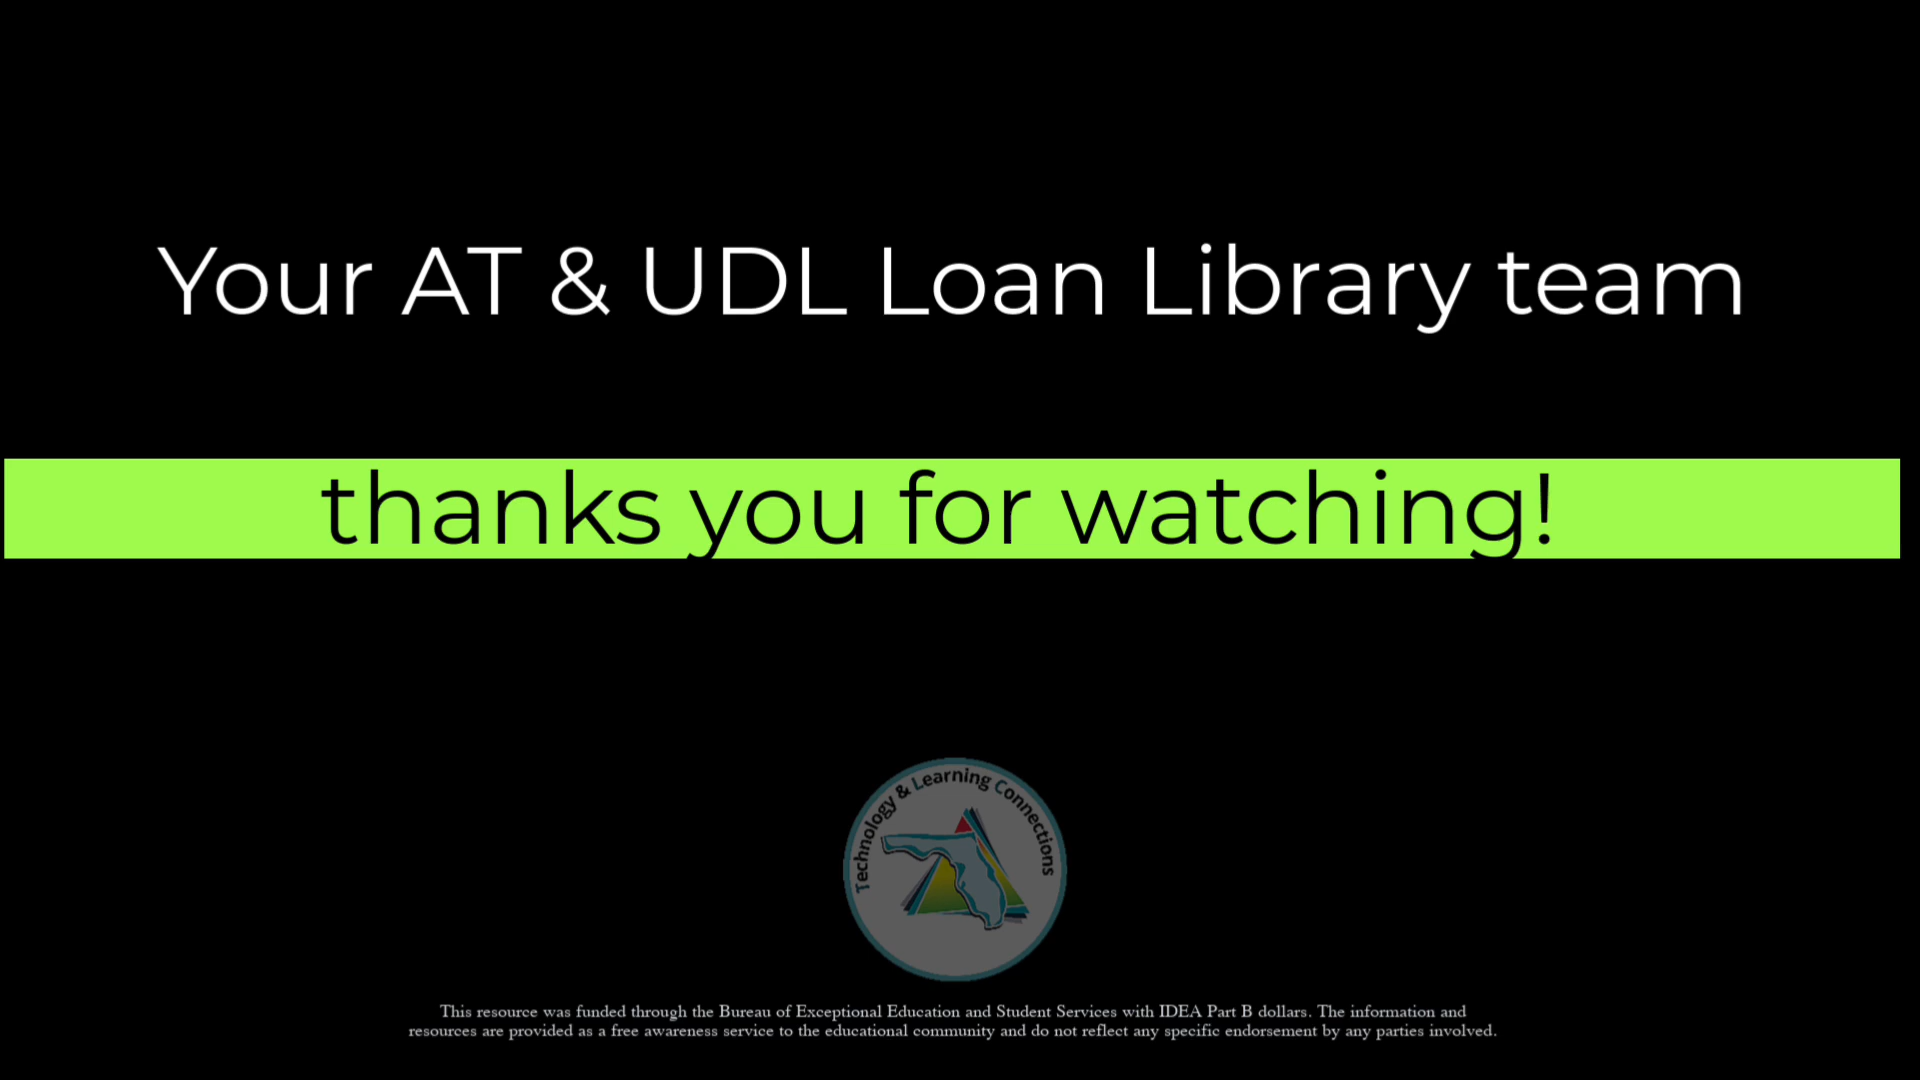 Your AT & UDL Loan Library team
thanks you for watching!
Technology & Learning Connections
This resource was funded through the Bureau of Exceptional Education and Student Services with IDEA Part B dollars. The information and
resources are provided as a free awareness service to the educational community and do not reflect any specific endorsement by any parties involved.